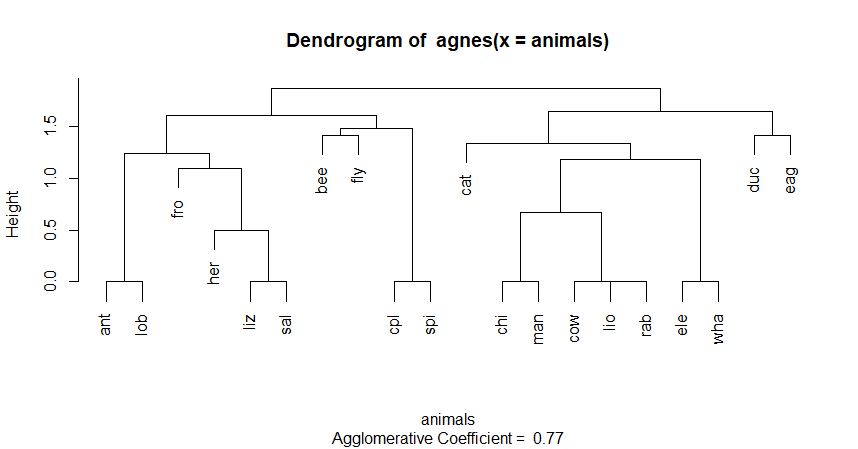 Dendrogram of agnes(x = animals)
Height
0.0 0.5 1.0 1.5
ant
lob
fro
her
liz
sal
bee
fly
cpl
spi
cat
chi
man
cow
lio
rab
ele
wha
duc
eag
animals
Agglomerative Coefficient = 0.77